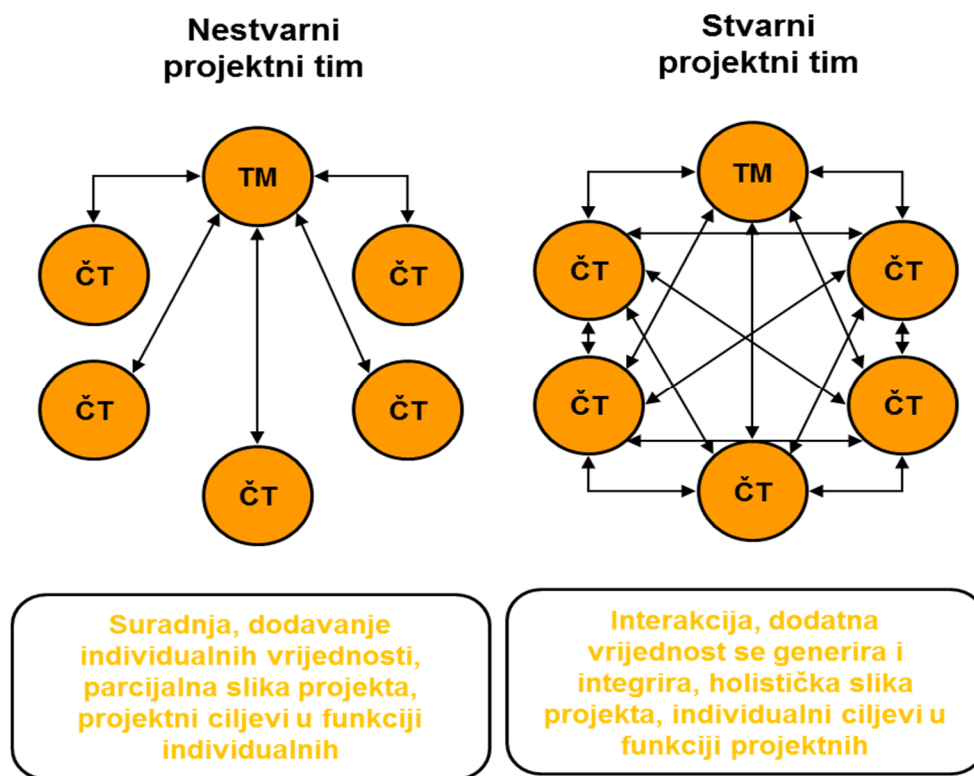 Nestvarni
projektni tim
TM
ČT
ČT
ČT
ČT
ČT
Suradnja, dodavanje
individualnih vrijednosti,
parcijalna slika projekta,
projektni ciljevi u funkciji
individualnih
Stvarni
projektni tim
TM
ČT
ČT
ČT
ČT
ČT
Interakcija, dodatna
vrijednost se generira i
integrira, holistička slika
projekta, individualni ciljevi u
funkciji projektnih